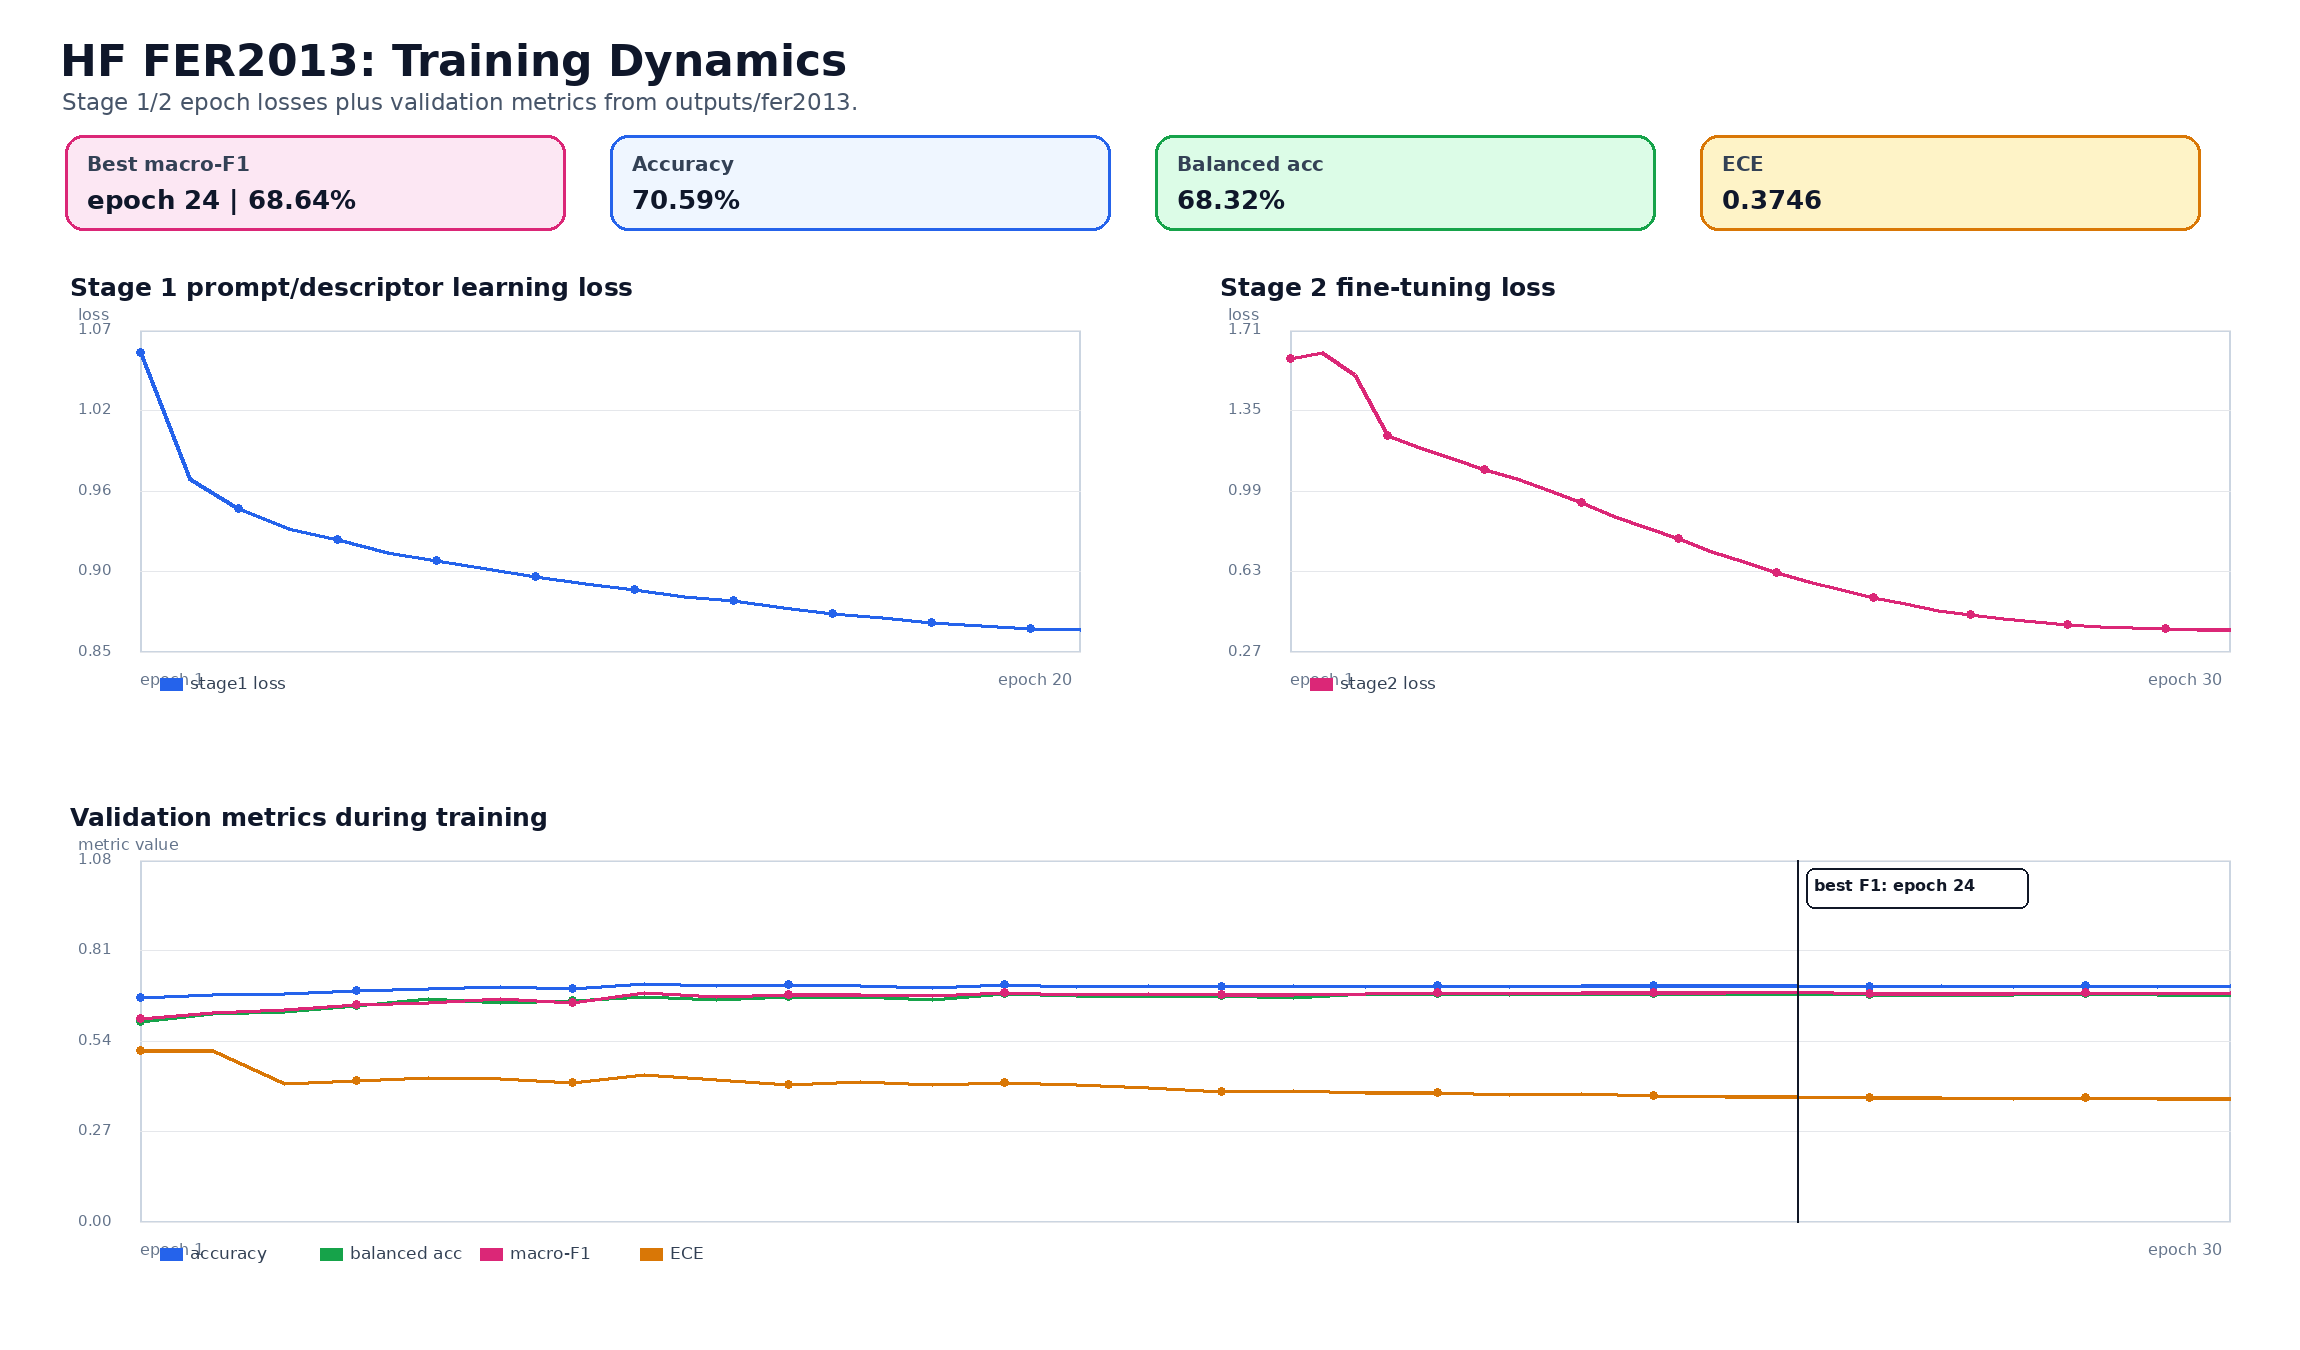 HF FER2013: Training Dynamics
Stage 1/2 epoch losses plus validation metrics from outputs/fer2013.
Best macro-F1
epoch 24 | 68.64%
Accuracy
70.59%
Balanced acc
68.32%
ECE
0.3746
Stage 1 prompt/descriptor learning loss
loss
1.07
1.02
0.96
0.90
0.85
epoch 1
epoch 20
stage1 loss
Stage 2 fine-tuning loss
loss
1.71
1.35
0.99
0.63
0.27
epoch 1
epoch 30
stage2 loss
Validation metrics during training
metric value
1.08
0.81
0.54
0.27
0.00
best F1: epoch 24
epoch 1
epoch 30
accuracy
balanced acc
macro-F1
ECE